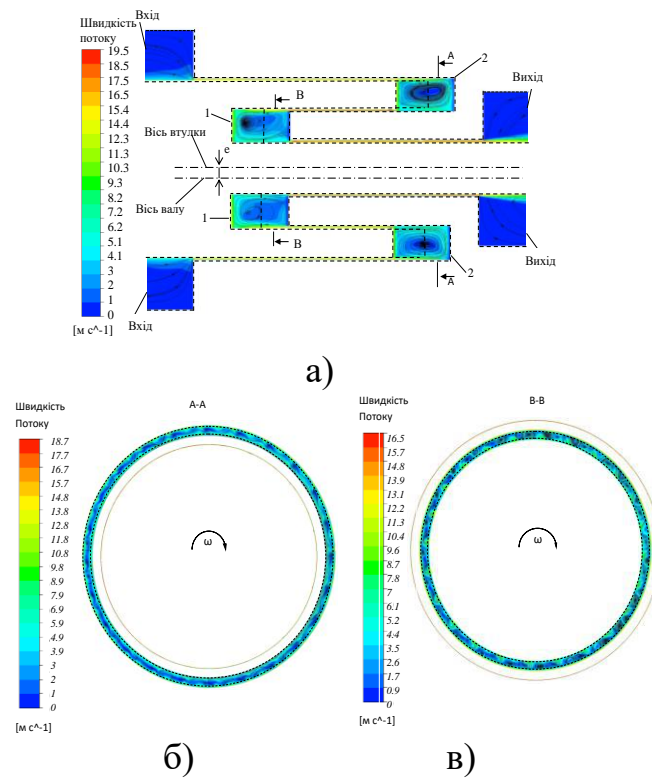 Швидкість
потоку
19.5
18.5
17.5
16.5
15.4
14.4
13.4
12.4
11.3
10.3
9.3
8.2
7.2
6.2
5.1
4.1
3
2
1
0
[м с^-1]
Вхід
A
2
Вихід
B
1
e
Вісь втулки
Вісь валу
1
B
Вихід
A
2
Вхід
а)
Швидкість
Потоку
18.7
17.7
16.7
15.7
14.8
13.8
12.8
11.8
10.8
9.8
8.9
7.9
6.9
5.9
4.9
3.9
3
2
1
0
[м с^-1]
А-А
ω
Швидкість
Потоку
16.5
15.7
14.8
13.9
13.1
12.2
11.3
10.4
9.6
8.7
7.8
7
6.1
5.2
4.4
3.5
2.6
1.7
0.9
0
[м с^-1]
В-В
ω
б)
в)